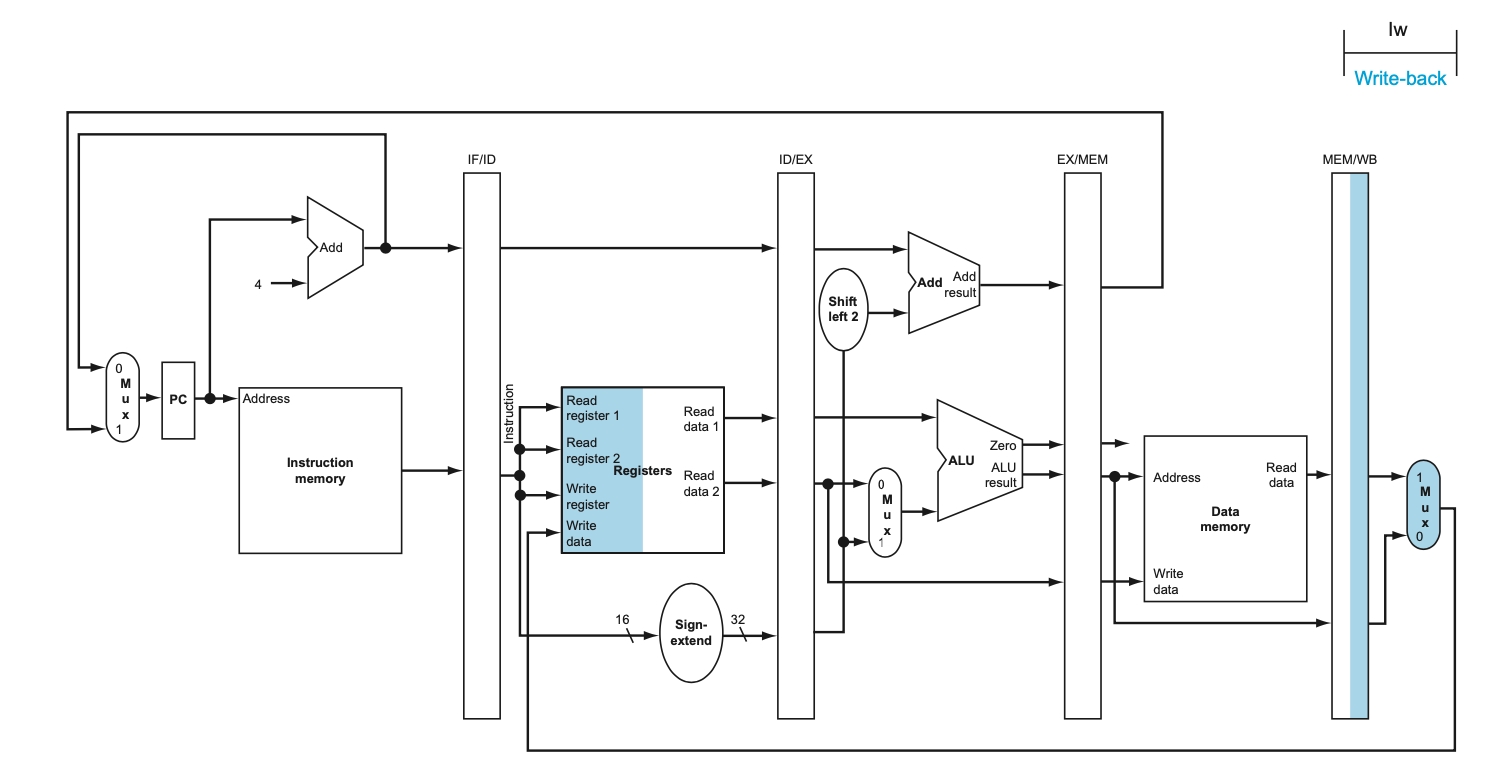 lw
Write-back
IF/ID
ID/EX
EX/MEM
MEM/WB
Add
4
Add
Add
result
Shift
left 2
0
M
u
x
1
PC
Address
Instruction
memory
Instruction
Read
register 1
Read
register 2
Write
register
Write
data
Registers
Read
data 1
Read
data 2
0
M
u
x
1
ALU
Zero
ALU
result
Address
Read
data
Data
memory
Write
data
1
M
u
x
0
16
Sign-
extend
32